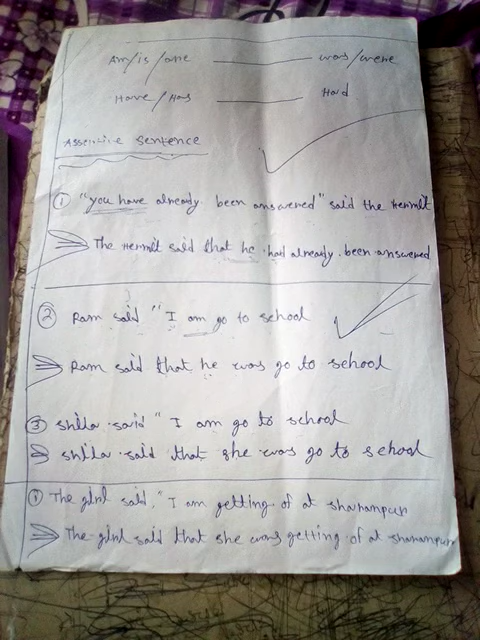 Am/is/are ——— was/were
Have/Has ——— Had
Assertive Sentence
① "you have already been answered" said the Hermit
The Hermit said that he had already been answered
② Ram said "I am go to school
Ram said that he was go to school
③ Shila said "I am go to school
Shila said that she was go to school
① The girl said, "I am getting of at Sharanpur
The girl said that she was getting of at Sharanpur